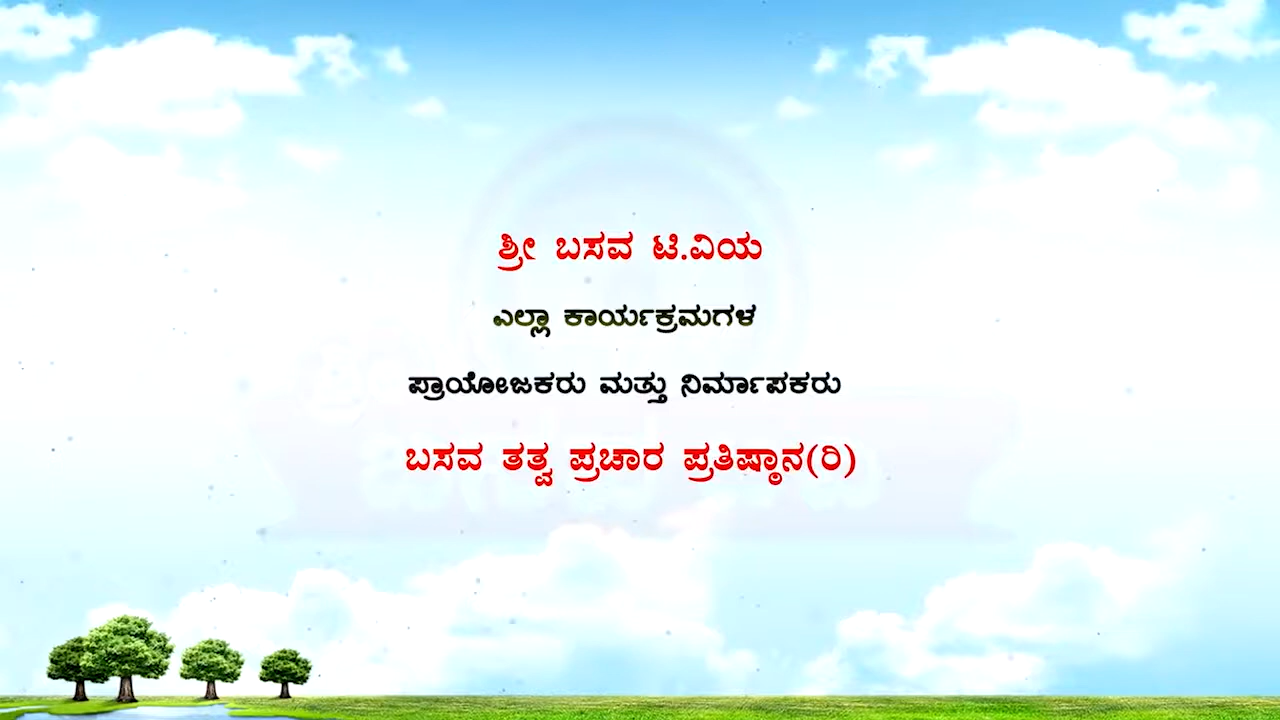 ಶ್ರೀ ಬಸವ ಟಿ.ವಿಯ
ಎಲ್ಲಾ ಕಾರ್ಯಕ್ರಮಗಳ
ಪ್ರಾಯೋಜಕರು ಮತ್ತು ನಿರ್ಮಾಪಕರು
ಬಸವ ತತ್ವ ಪ್ರಚಾರ ಪ್ರತಿಷ್ಠಾನ(ರಿ)